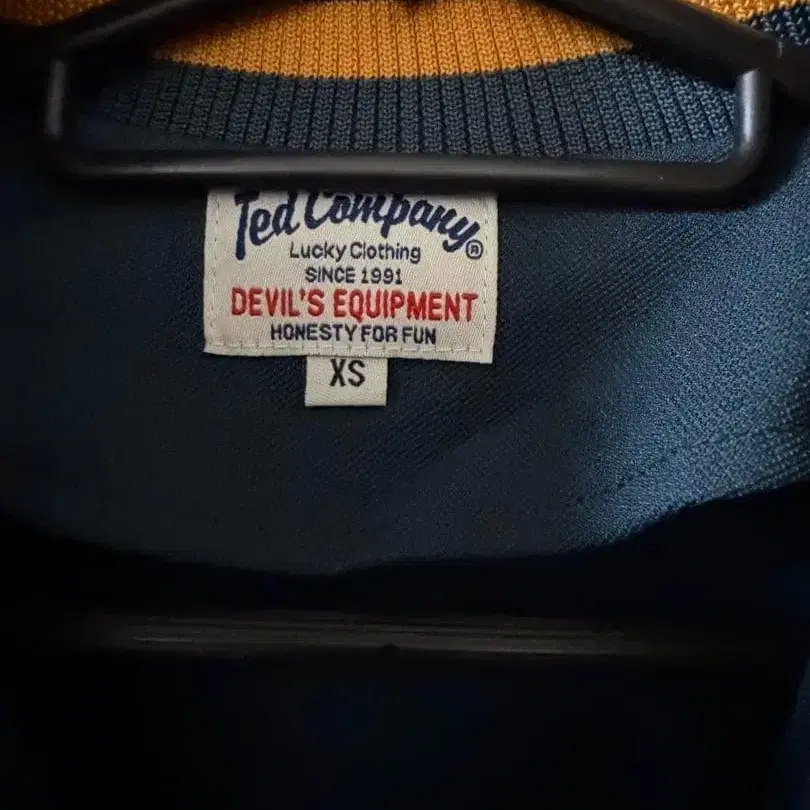 Ted Company®
Lucky Clothing
SINCE 1991
DEVIL'S EQUIPMENT
HONESTY FOR FUN
XS